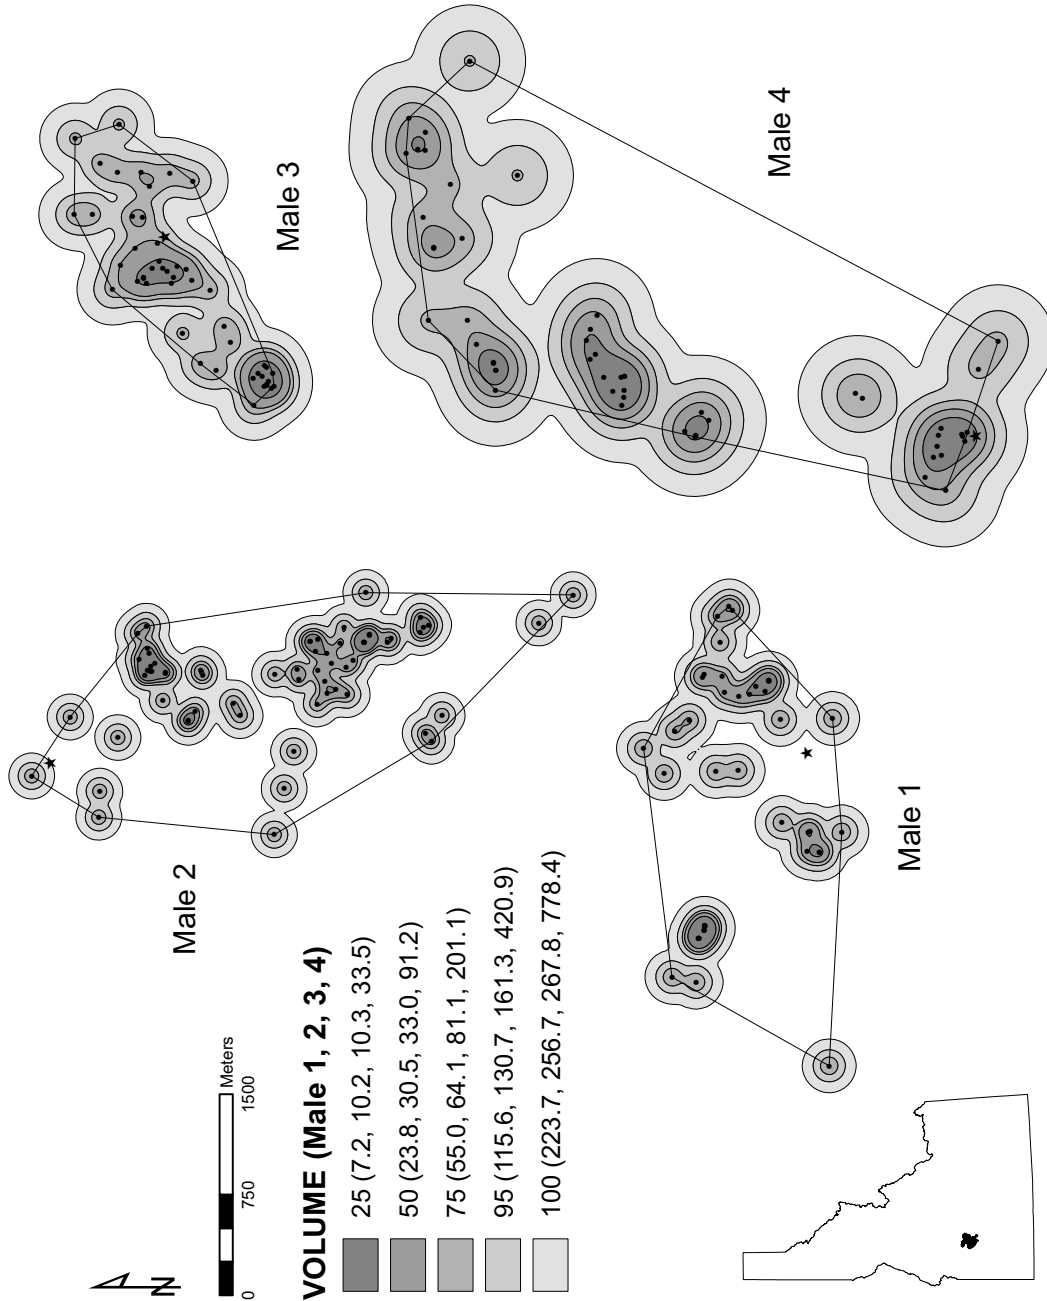 N
0 750 1500
Meters
VOLUME (Male 1, 2, 3, 4)
25 (7.2, 10.2, 10.3, 33.5)
50 (23.8, 30.5, 33.0, 91.2)
75 (55.0, 64.1, 81.1, 201.1)
95 (115.6, 130.7, 161.3, 420.9)
100 (223.7, 256.7, 267.8, 778.4)
Male 2
Male 1
Male 3
Male 4